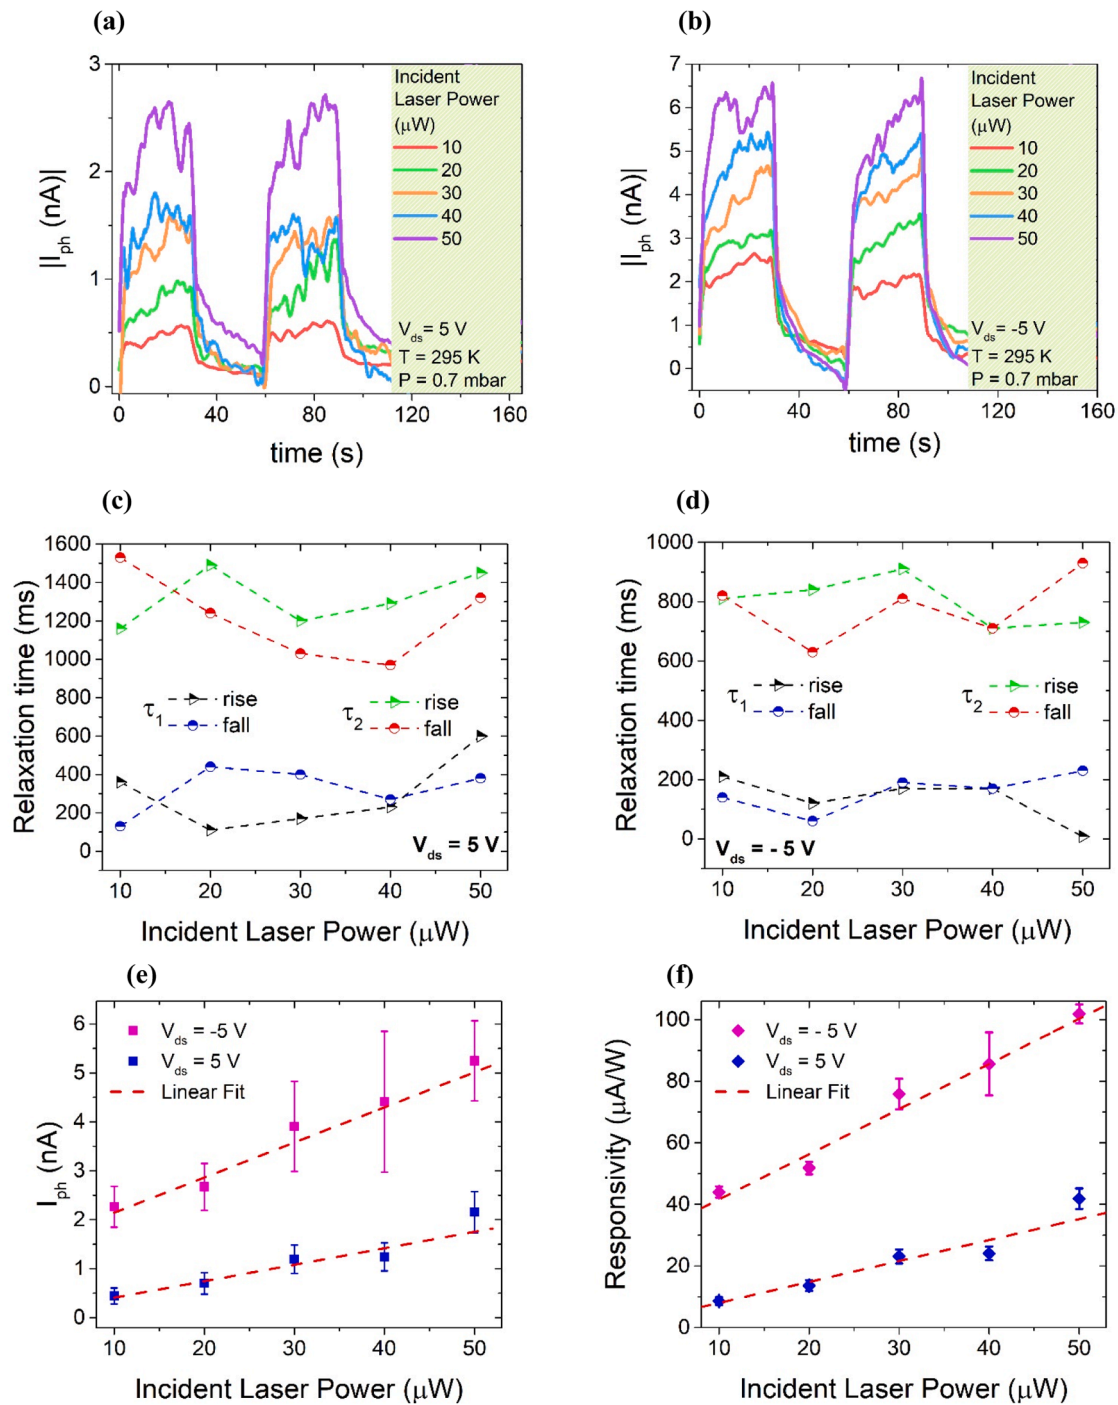 (a)
3
2
1
0
|I_ph (nA)|
0 40 80 120 160
time (s)
Incident
Laser Power
(μW)
10
20
30
40
50
V_ds = 5 V
T = 295 K
P = 0.7 mbar
(b)
7
6
5
4
3
2
1
0
|I_ph (nA)|
0 40 80 120 160
time (s)
Incident
Laser Power
(μW)
10
20
30
40
50
V_ds = -5 V
T = 295 K
P = 0.7 mbar
(c)
1600
1400
1200
1000
800
600
400
200
0
Relaxation time (ms)
τ_1 rise
fall
τ_2 rise
fall
V_ds = 5 V
10 20 30 40 50
Incident Laser Power (μW)
(d)
1000
800
600
400
200
0
Relaxation time (ms)
τ_1 rise
fall
τ_2 rise
fall
V_ds = - 5 V
10 20 30 40 50
Incident Laser Power (μW)
(e)
6
5
4
3
2
1
0
I_ph (nA)
V_ds = -5 V
V_ds = 5 V
Linear Fit
10 20 30 40 50
Incident Laser Power (μW)
(f)
100
80
60
40
20
0
Responsivity (μA/W)
V_ds = - 5 V
V_ds = 5 V
Linear Fit
10 20 30 40 50
Incident Laser Power (μW)